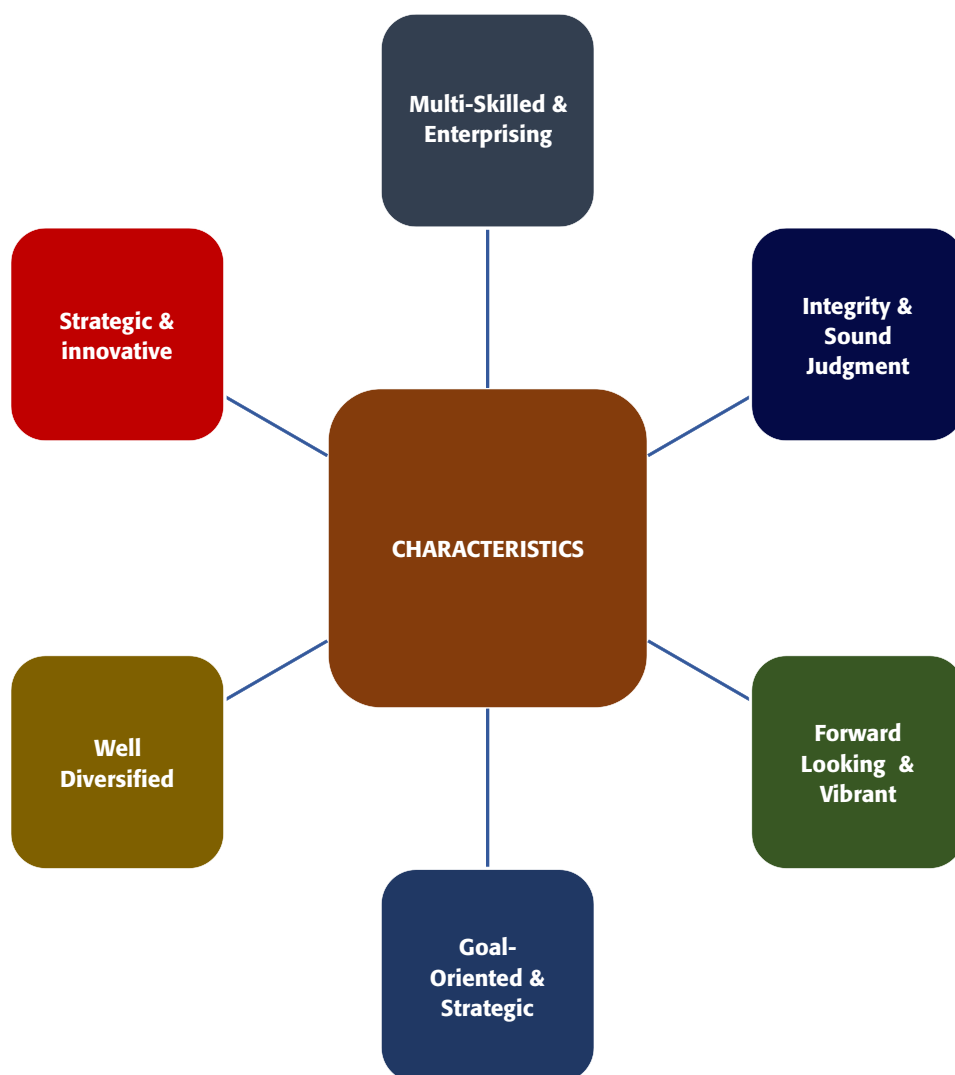 Multi-Skilled &
Enterprising
Strategic &
innovative
Integrity &
Sound
Judgment
CHARACTERISTICS
Well
Diversified
Forward
Looking  &
Vibrant
Goal-
Oriented &
Strategic